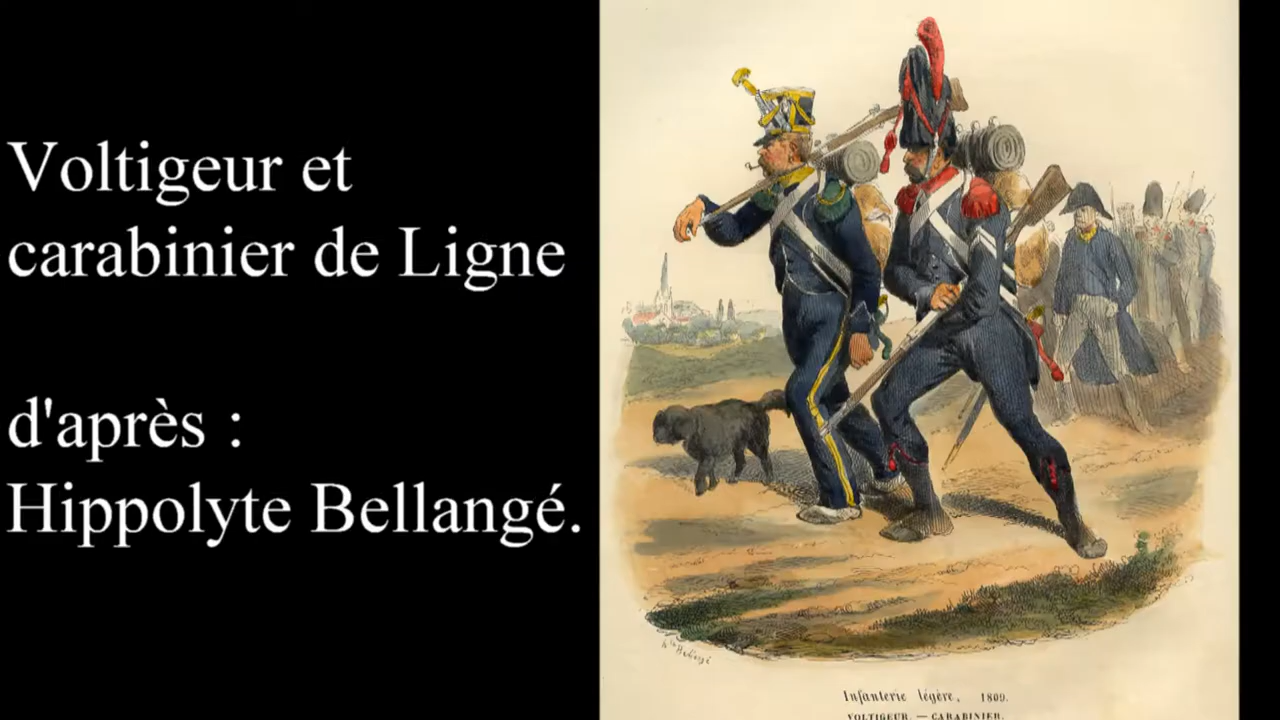 Voltigeur et
carabinier de Ligne
d'après :
Hippolyte Bellangé.
Infanterie légère, 1809.
VOLTIGEUR. — CARABINIER.